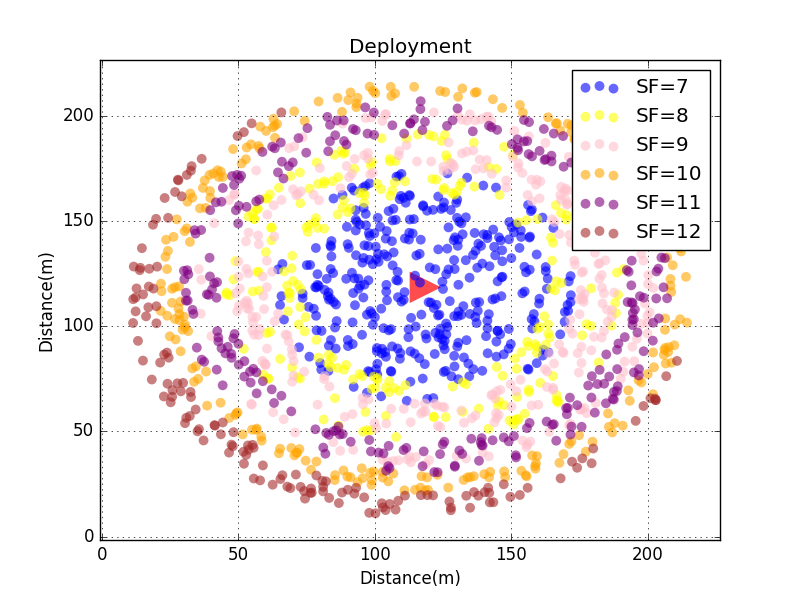 Deployment
SF=7
SF=8
SF=9
SF=10
SF=11
SF=12
200
150
100
50
0
Distance(m)
0 50 100 150 200
Distance(m)